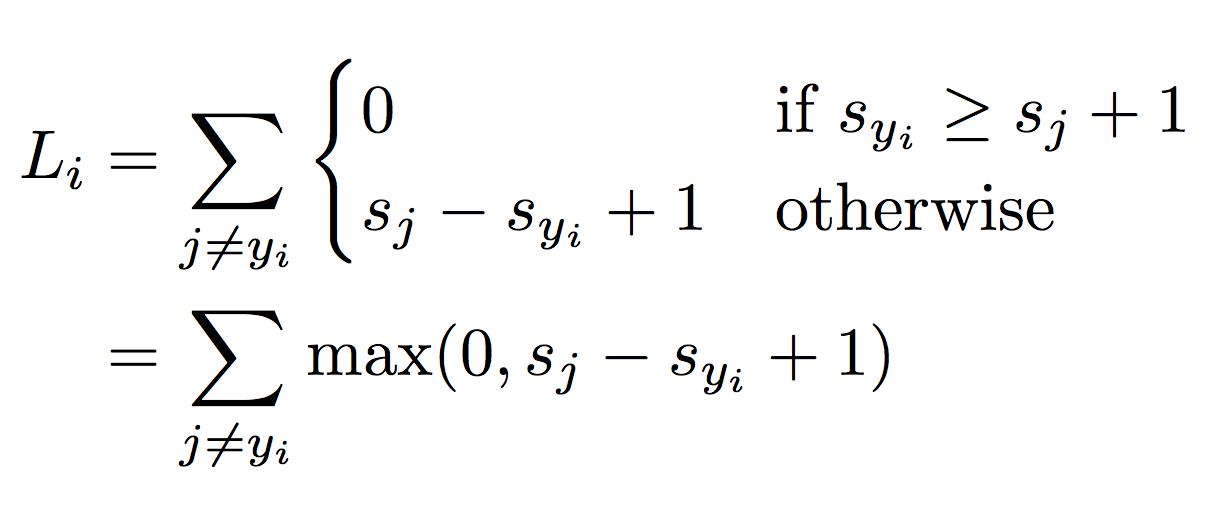 L_i = \sum_{j \neq y_i} \begin{cases} 0 & \text{if } s_{y_i} \geq s_j + 1 \\ s_j - s_{y_i} + 1 & \text{otherwise} \end{cases}
= \sum_{j \neq y_i} \max(0, s_j - s_{y_i} + 1)